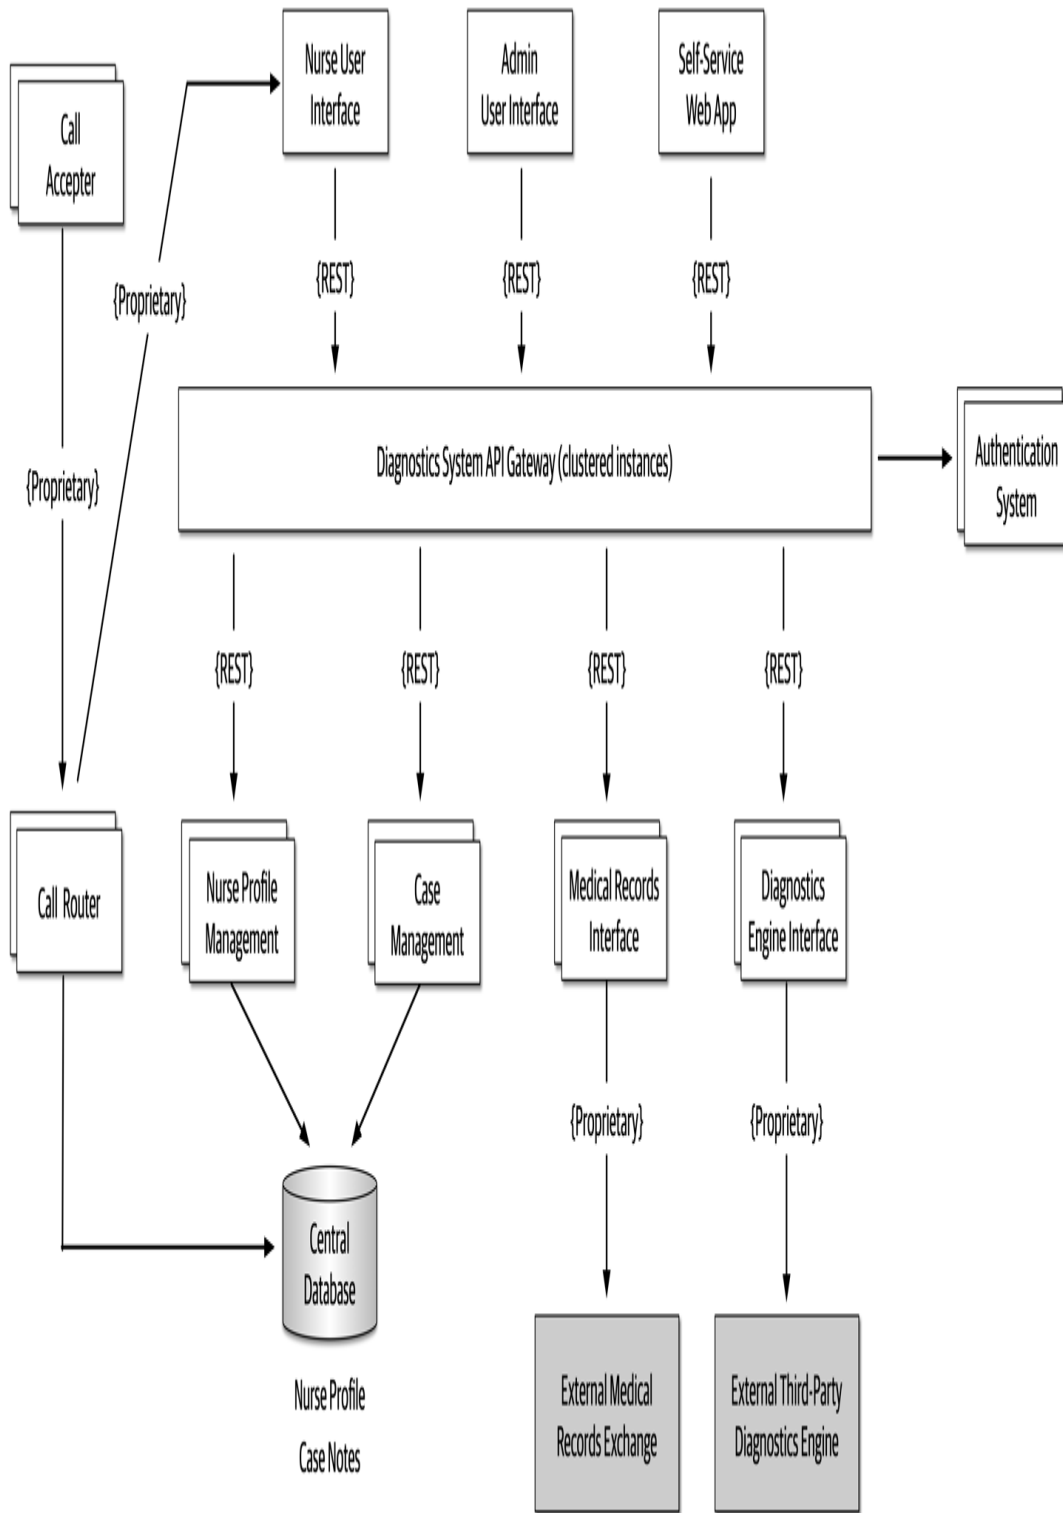 Nurse User
Interface
Admin
User Interface
Self-Service
Web App
Call
Accepter
{REST}
{REST}
{REST}
{Proprietary}
{Proprietary}
Diagnostics System API Gateway (clustered instances)
Authentication
System
{REST}
{REST}
{REST}
{REST}
Call Router
Nurse Profile
Management
Case
Management
Medical Records
Interface
Diagnostics
Engine Interface
{Proprietary}
{Proprietary}
Central
Database
Nurse Profile
Case Notes
External Medical
Records Exchange
External Third-Party
Diagnostics Engine